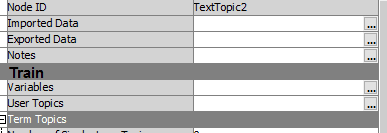 Node ID TextTopic2
Imported Data ...
Exported Data ...
Notes ...
Train
Variables ...
User Topics ...
Term Topics